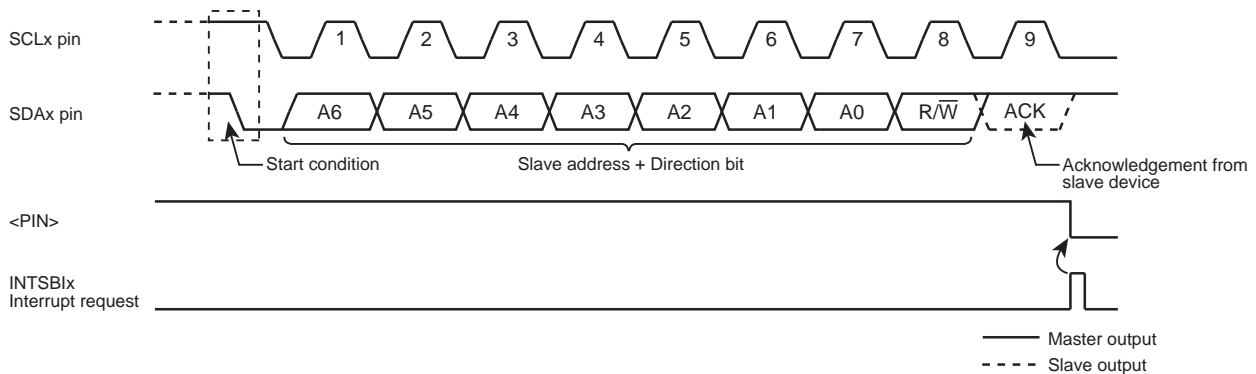 SCLx pin
1 2 3 4 5 6 7 8 9
SDAx pin
A6 A5 A4 A3 A2 A1 A0 R/W̅ ACK
Start condition
Slave address + Direction bit
Acknowledgement from
slave device
<PIN>
INTSBIx
Interrupt request
Master output
Slave output